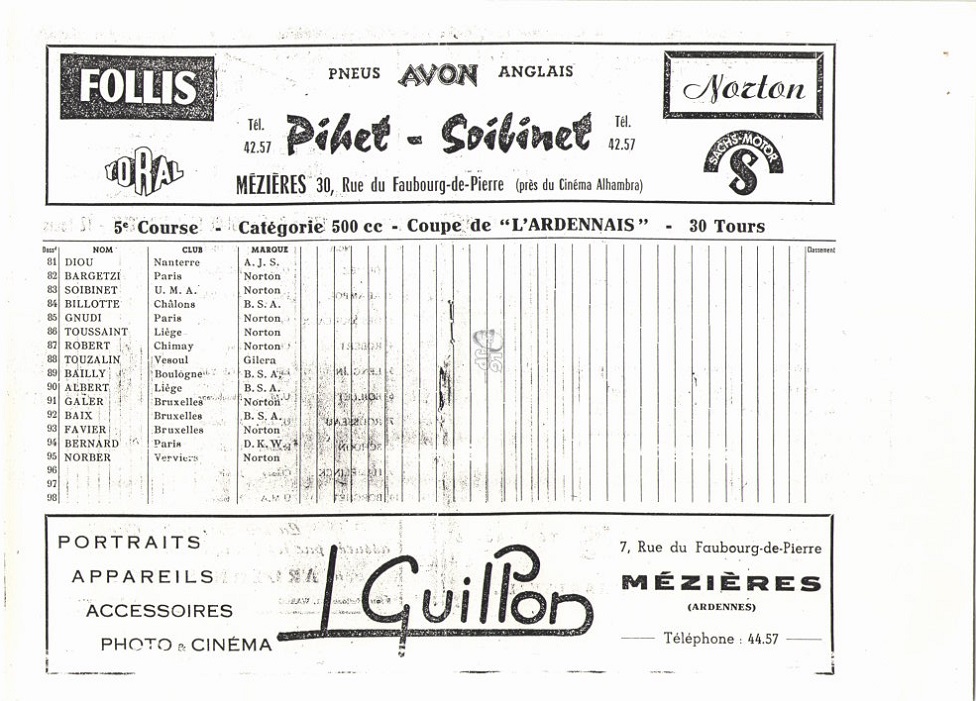 FOLLIS
YDRAL
PNEUS AVON ANGLAIS
Tél. 42.57 Pihet - Soibinet Tél. 42.57
MÉZIÈRES 30, Rue du Faubourg-de-Pierre (près du Cinéma Alhambra)
Norton
SACHS-MOTOR
S
5e Course - Catégorie 500 cc - Coupe de "L'ARDENNAIS" - 30 Tours
NOM CLUB MARQUE Classement
81 DIOU Nanterre A.J.S.
82 BARGETZI Paris Norton
83 SOIBINET U.M.A. Norton
84 BILLOTTE Châlons B.S.A.
85 GNUDI Paris Norton
86 TOUSSAINT Liège Norton
87 ROBERT Chimay Norton
88 TOUZALIN Vesoul Gilera
89 BAILLY Boulogne B.S.A.
90 ALBERT Liège B.S.A.
91 GALER Bruxelles Norton
92 BAIX Bruxelles B.S.A.
93 FAVIER Bruxelles Norton
94 BERNARD Paris D.K.W.
95 NORBER Verviers Norton
96
97
98
PORTRAITS
APPAREILS
ACCESSOIRES
PHOTO & CINÉMA
L Guillon
7, Rue du Faubourg-de-Pierre
MÉZIÈRES
(ARDENNES)
Téléphone : 44.57